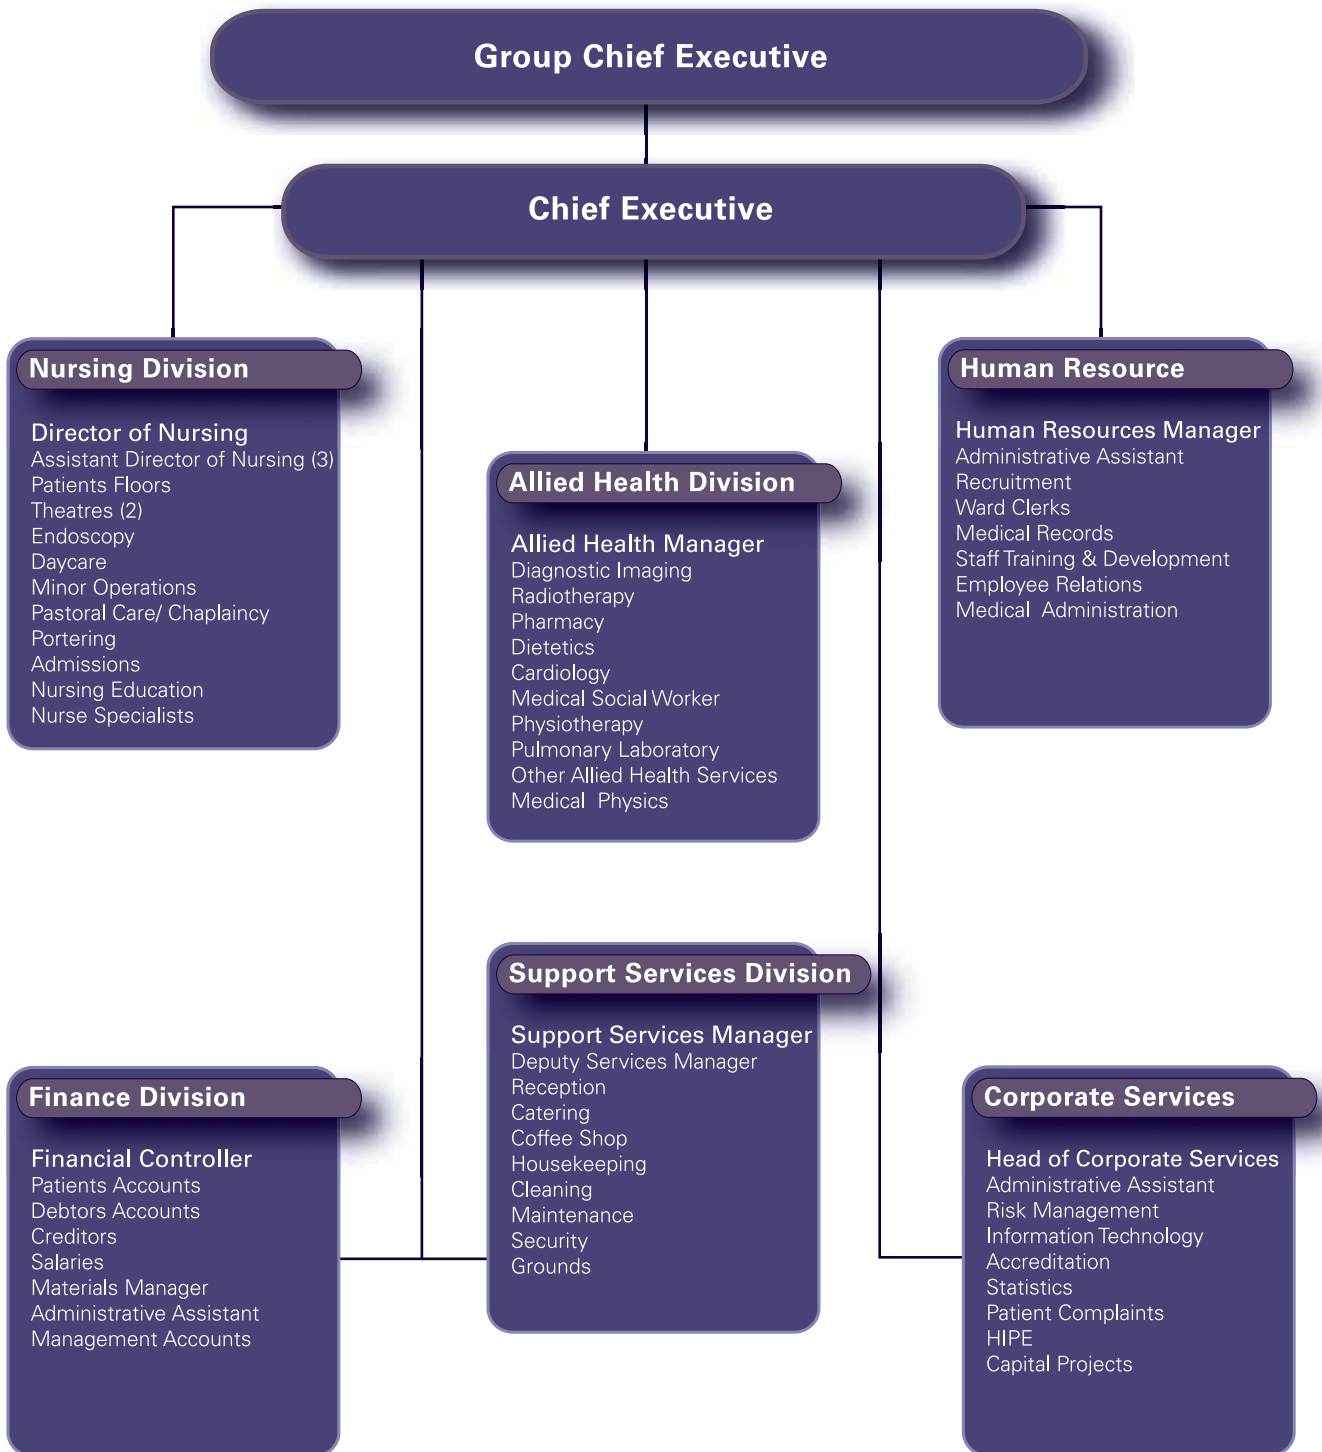 Group Chief Executive
Chief Executive
Nursing Division
Director of Nursing
Assistant Director of Nursing (3)
Patients Floors
Theatres (2)
Endoscopy
Daycare
Minor Operations
Pastoral Care/ Chaplaincy
Portering
Admissions
Nursing Education
Nurse Specialists
Allied Health Division
Allied Health Manager
Diagnostic Imaging
Radiotherapy
Pharmacy
Dietetics
Cardiology
Medical Social Worker
Physiotherapy
Pulmonary Laboratory
Other Allied Health Services
Medical Physics
Human Resource
Human Resources Manager
Administrative Assistant
Recruitment
Ward Clerks
Medical Records
Staff Training & Development
Employee Relations
Medical Administration
Finance Division
Financial Controller
Patients Accounts
Debtors Accounts
Creditors
Salaries
Materials Manager
Administrative Assistant
Management Accounts
Support Services Division
Support Services Manager
Deputy Services Manager
Reception
Catering
Coffee Shop
Housekeeping
Cleaning
Maintenance
Security
Grounds
Corporate Services
Head of Corporate Services
Administrative Assistant
Risk Management
Information Technology
Accreditation
Statistics
Patient Complaints
HIPE
Capital Projects